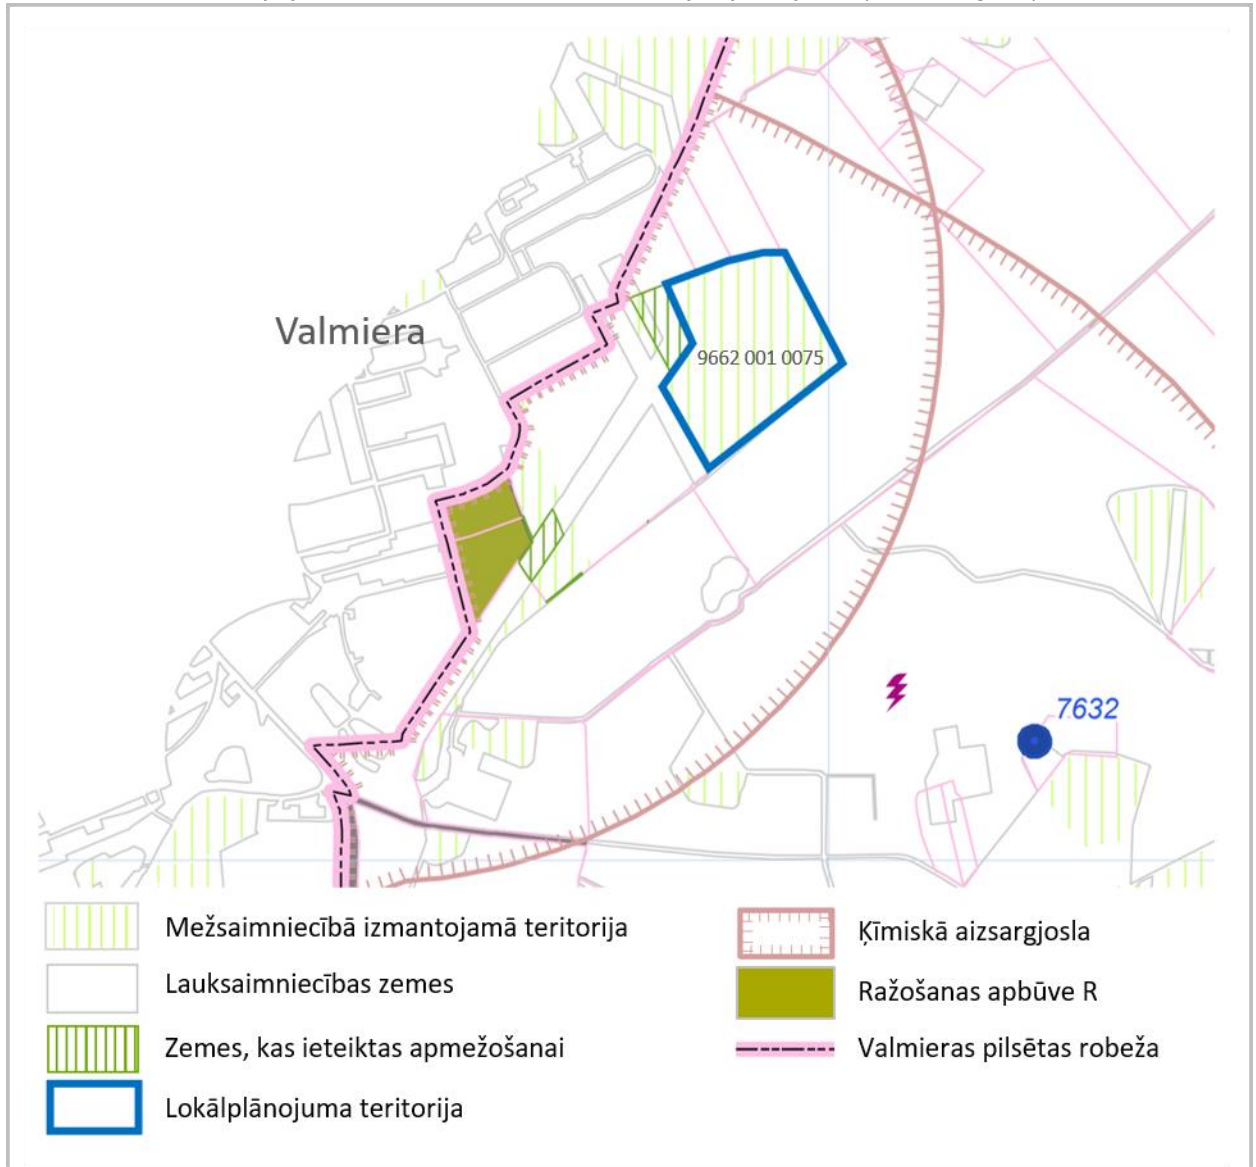 Valmiera
9662 001 0075
7632
Mežsaimniecībā izmantojamā teritorija
Lauksaimniecības zemes
Zemes, kas ieteiktas apmežošanai
Lokālplānojuma teritorija
Ķīmiskā aizsargjosla
Ražošanas apbūve R
Valmieras pilsētas robeža